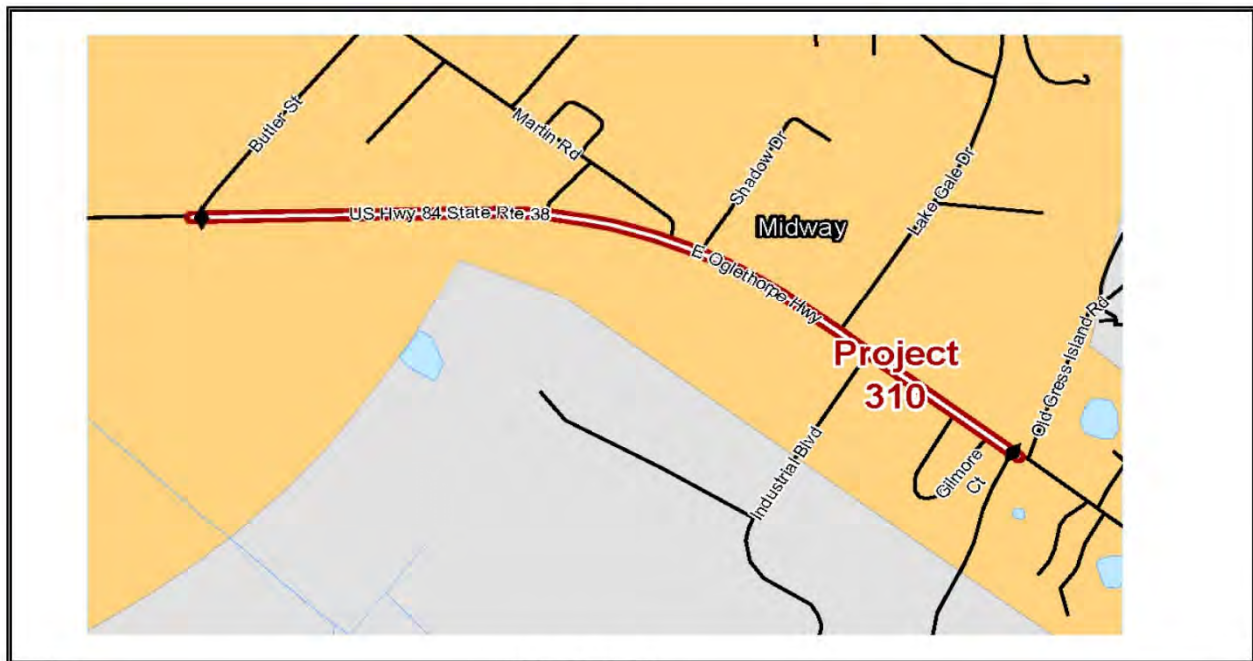 Butler St
Martin Rd
Shadow Dr
Lake Gale Dr
US Hwy 84 State Rte 38
Midway
E Oglethorpe Hwy
Old Gress Island Rd
Project
310
Industrial Blvd
Gilmore
Ct